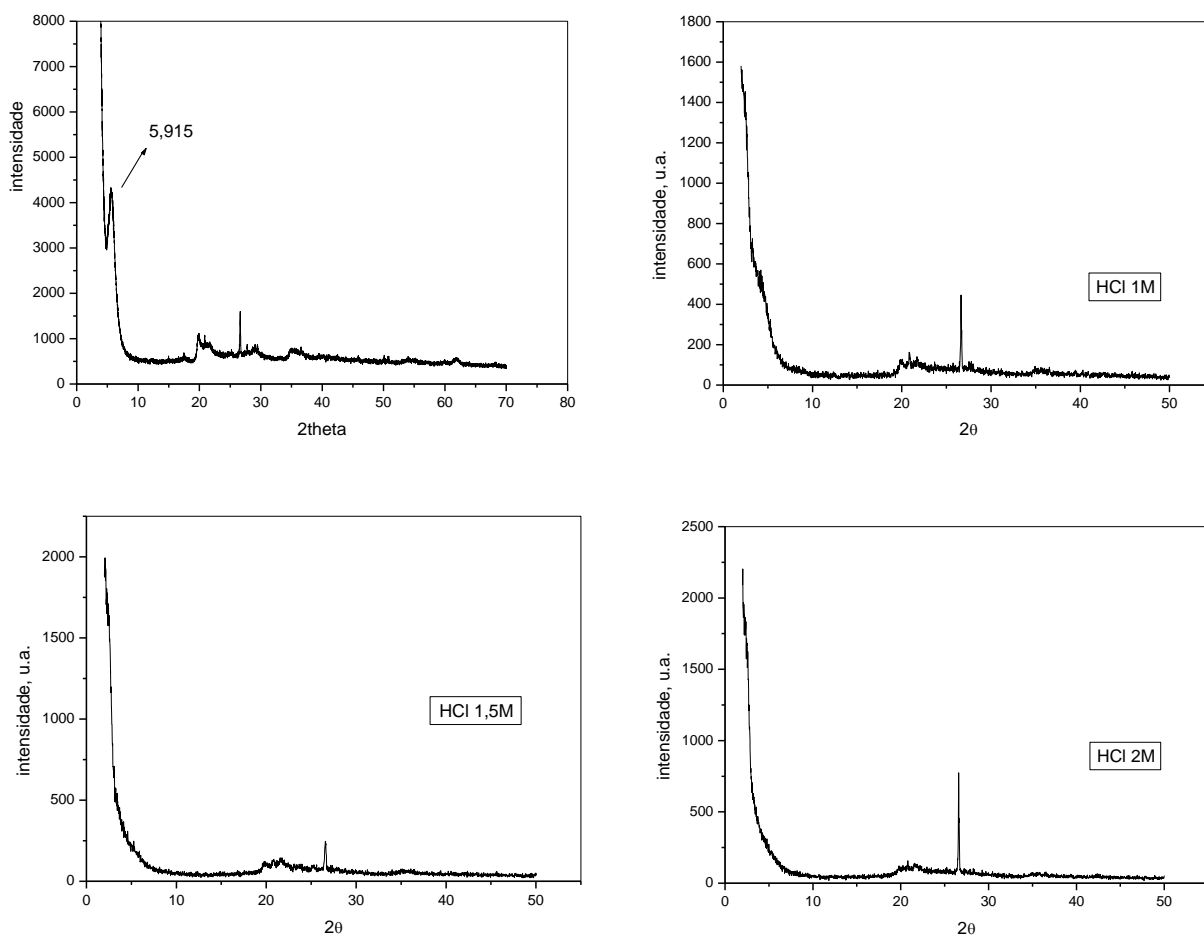 8000
7000
6000
5000
4000
3000
2000
1000
0
intensidade
5,915
0 10 20 30 40 50 60 70 80
2theta
1800
1600
1400
1200
1000
800
600
400
200
0
intensidade, u.a.
HCl 1M
0 10 20 30 40 50
2θ
2000
1500
1000
500
0
intensidade, u.a.
HCl 1,5M
0 10 20 30 40 50
2θ
2500
2000
1500
1000
500
0
intensidade, u.a.
HCl 2M
0 10 20 30 40 50
2θ